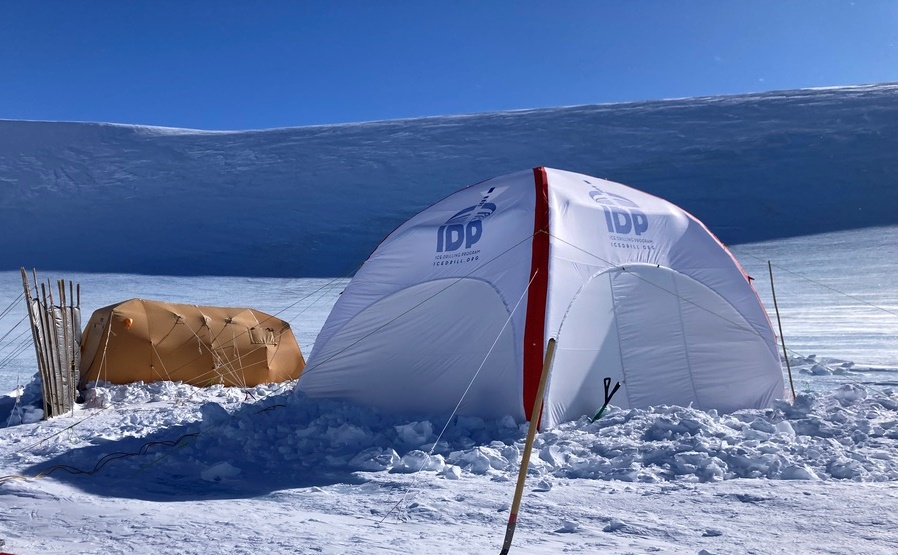 IDP
ICE DRILLING PROGRAM
ICEDRILL.ORG
IDP
ICE DRILLING PROGRAM
ICEDRILL.ORG